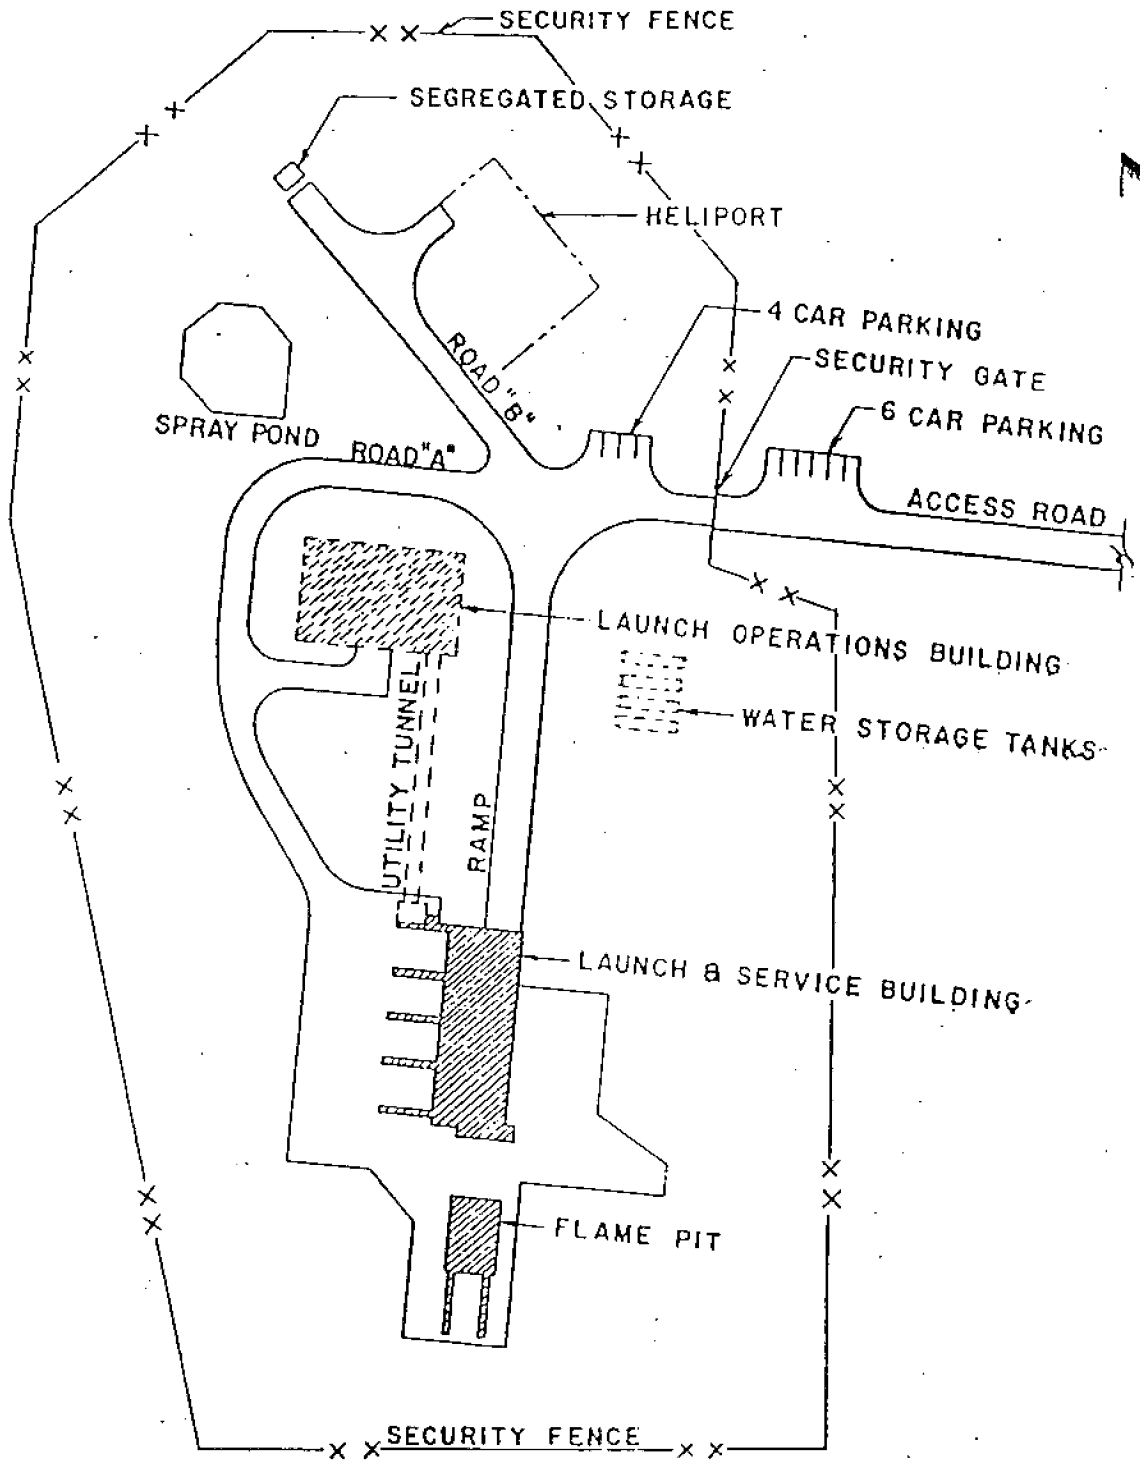 SECURITY FENCE
SEGREGATED STORAGE
HELIPORT
4 CAR PARKING
ROAD "B"
SECURITY GATE
6 CAR PARKING
SPRAY POND
ROAD "A"
ACCESS ROAD
LAUNCH OPERATIONS BUILDING
UTILITY TUNNEL
WATER STORAGE TANKS
RAMP
LAUNCH & SERVICE BUILDING
FLAME PIT
SECURITY FENCE